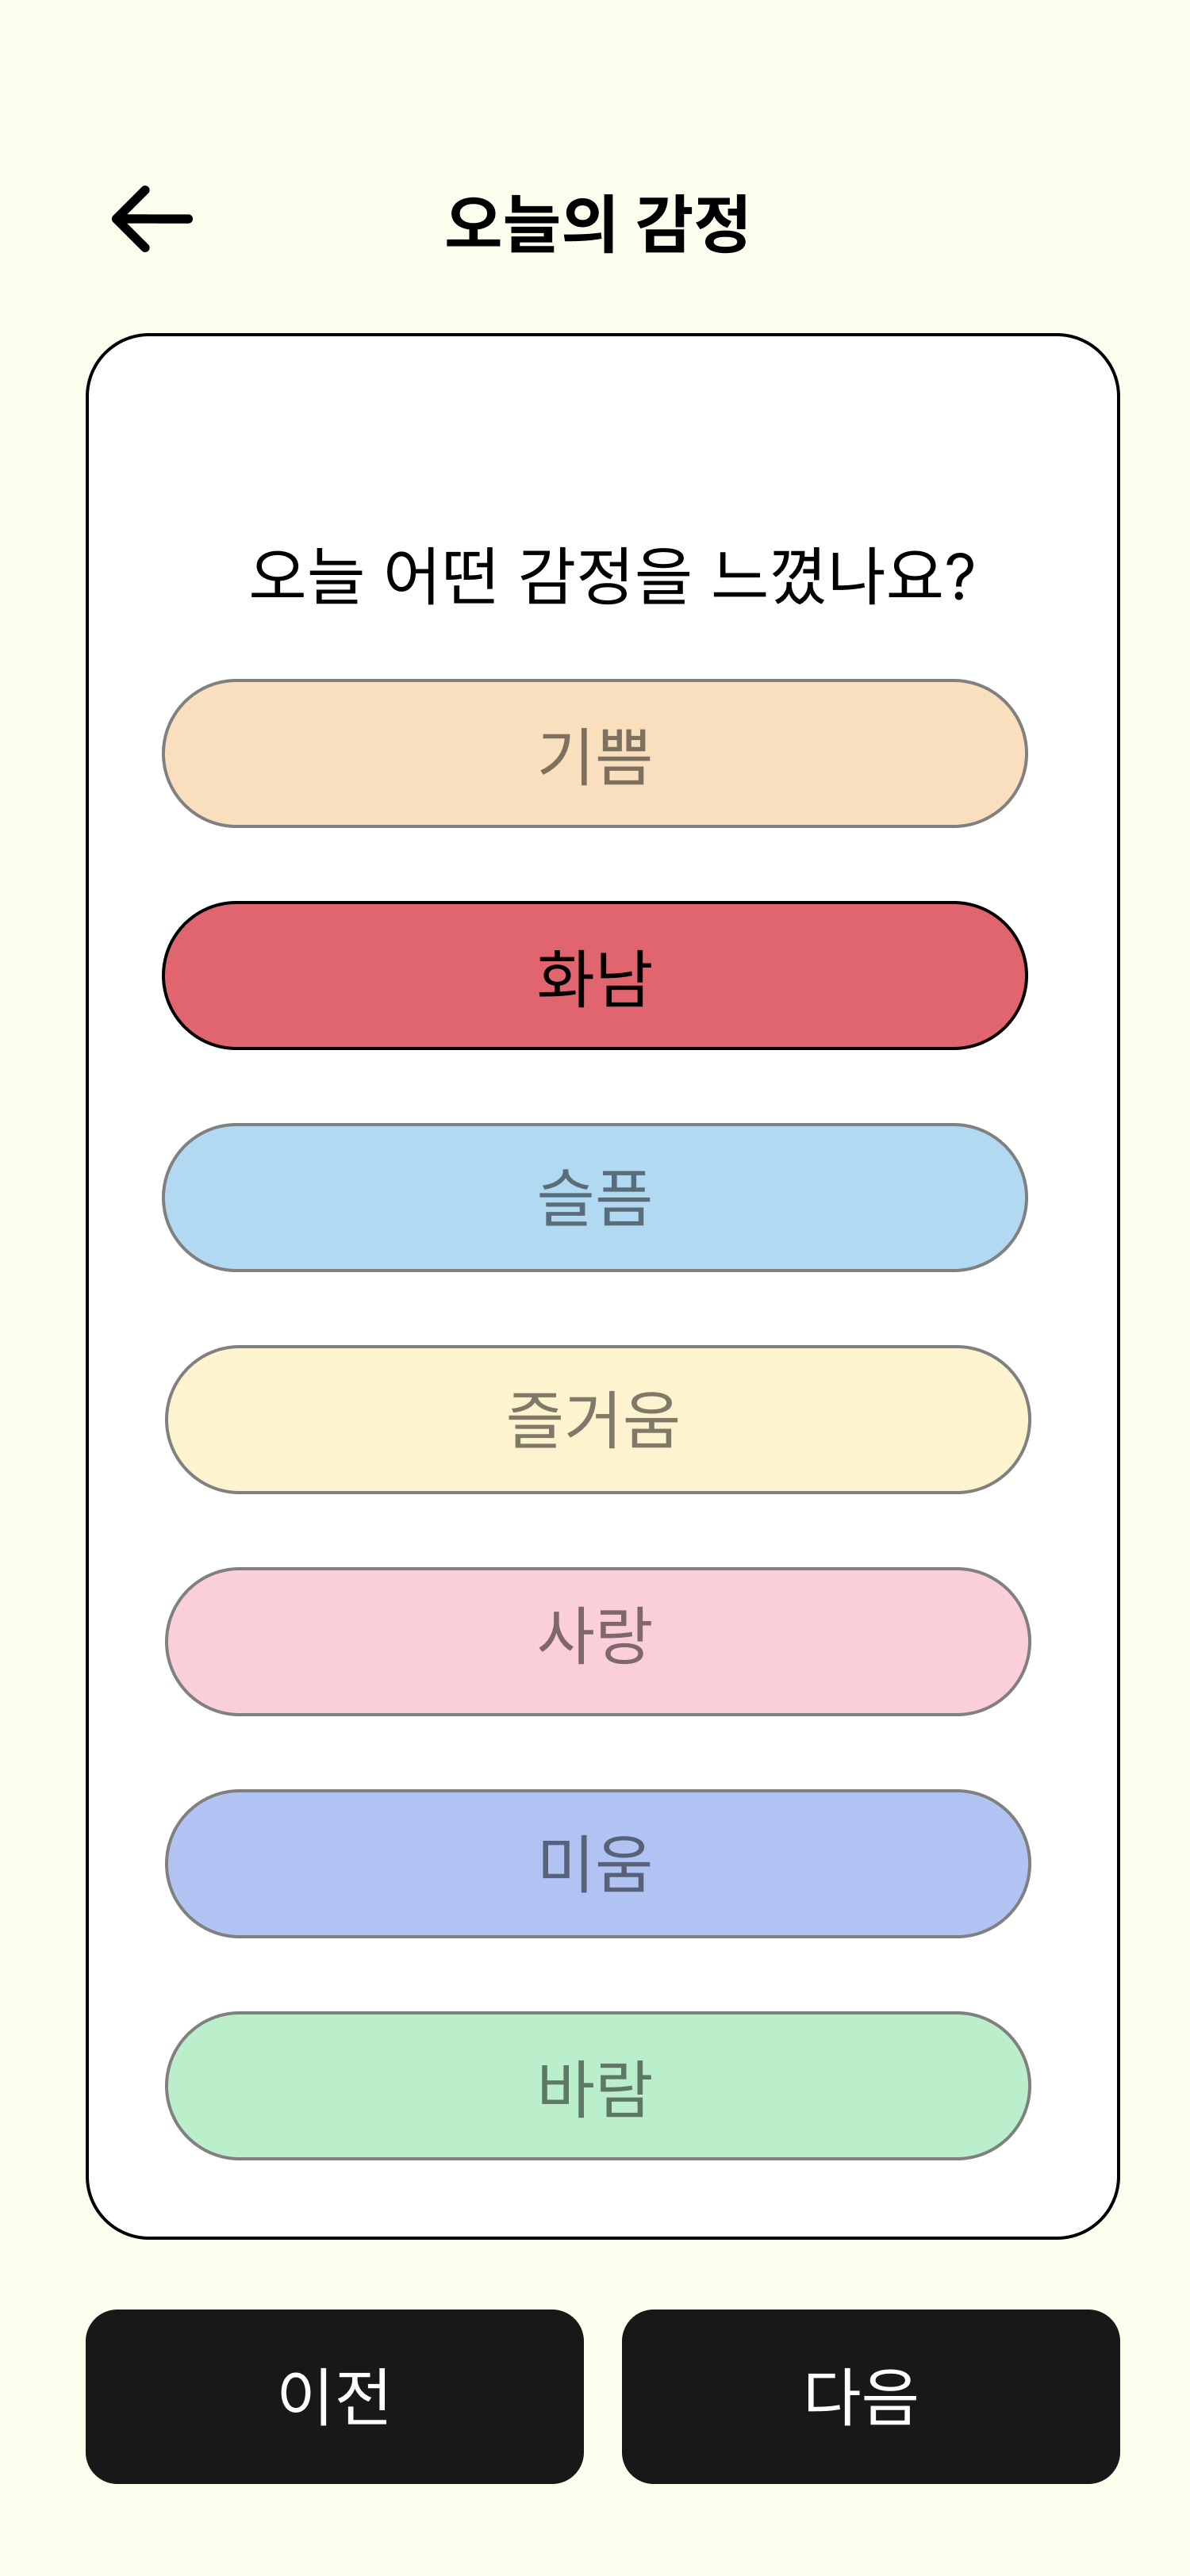 오늘의 감정
오늘 어떤 감정을 느꼈나요?
기쁨
화남
슬픔
즐거움
사랑
미움
바람
이전
다음